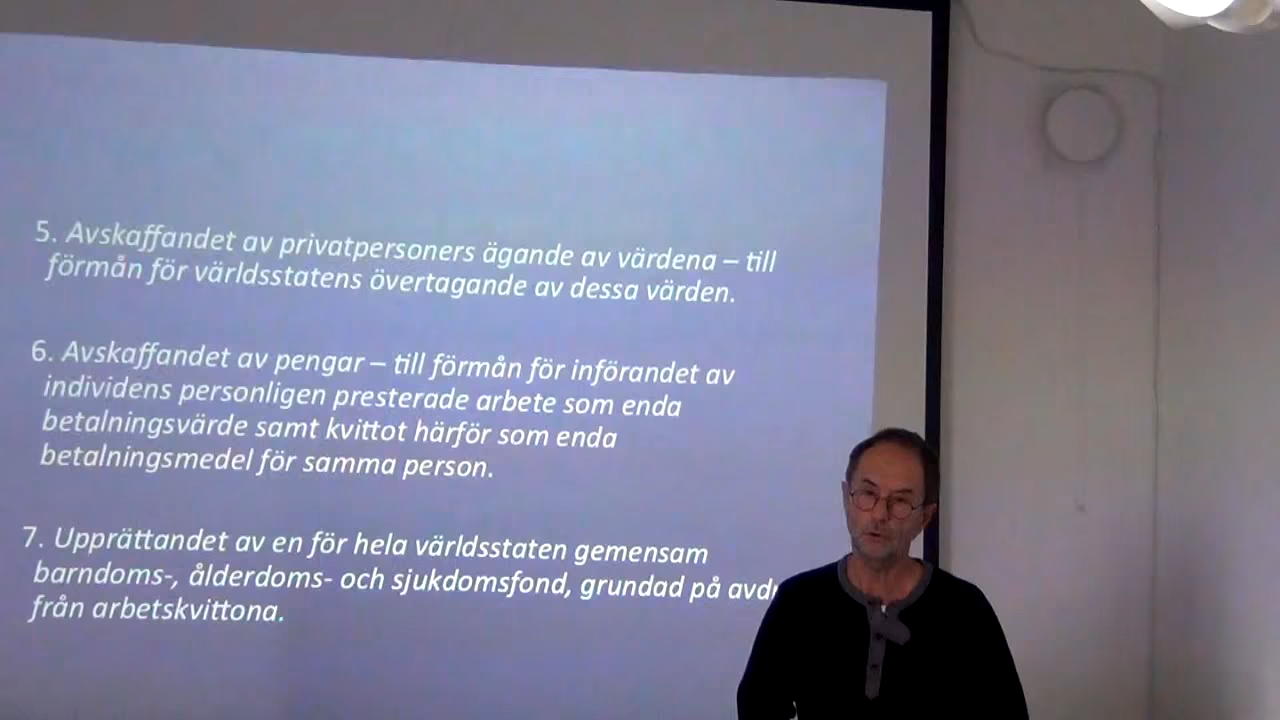 5. Avskaffandet av privatpersoners ägande av värdena – till
förmån för världsstatens övertagande av dessa värden.
6. Avskaffandet av pengar – till förmån för införandet av
individens personligen presterade arbete som enda
betalningsvärde samt kvittot härför som enda
betalningsmedel för samma person.
7. Upprättandet av en för hela världsstaten gemensam
barndoms-, ålderdoms- och sjukdomsfond, grundad på
från arbetskvittona.